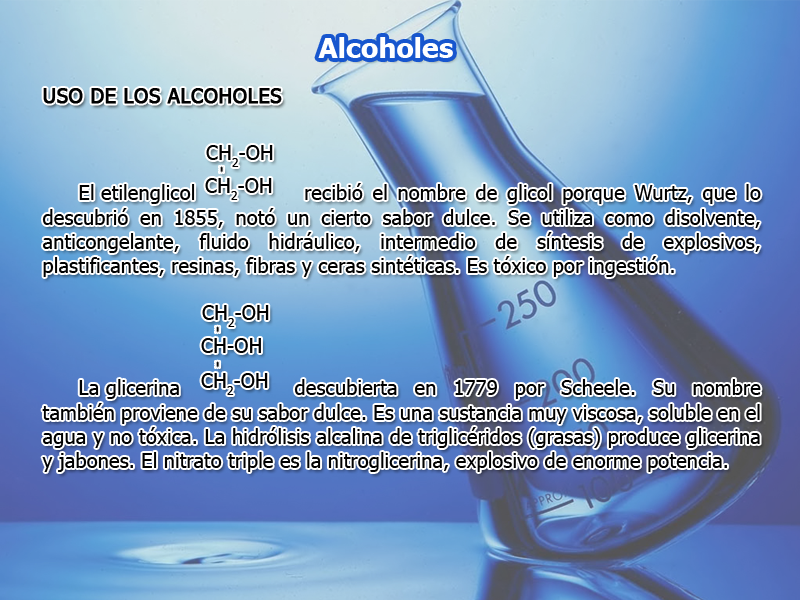 Alcoholes
USO DE LOS ALCOHOLES
CH2-OH
El etilenglicol CH2-OH recibió el nombre de glicol porque Wurtz, que lo
descubrió en 1855, notó un cierto sabor dulce. Se utiliza como disolvente,
anticongelante, fluido hidráulico, intermedio de síntesis de explosivos,
plastificantes, resinas, fibras y ceras sintéticas. Es tóxico por ingestión.
250
CH2-OH
CH-OH
200
La glicerina CH2-OH descubierta en 1779 por Scheele. Su nombre
también proviene de su sabor dulce. Es una sustancia muy viscosa, soluble en el
agua y no tóxica. La hidrólisis alcalina de triglicéridos (grasas) produce glicerina
y jabones. El nitrato triple es la nitroglicerina, explosivo de enorme potencia.
100